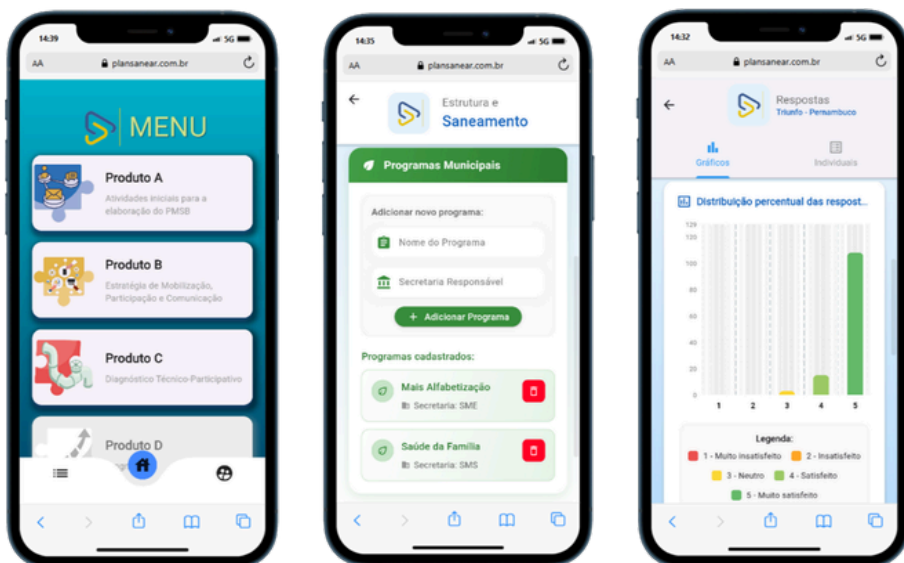 14:39
5G
AA
plansanear.com.br
MENU
Produto A
Atividades iniciais para a
elaboração do PMSB
Produto B
Estratégia de Mobilização,
Participação e Comunicação
Produto C
Diagnóstico Técnico-Participativo
Produto D
14:35
5G
AA
plansanear.com.br
Estrutura e
Saneamento
Programas Municipais
Adicionar novo programa:
Nome do Programa
Secretaria Responsável
+ Adicionar Programa
Programas cadastrados:
Mais Alfabetização
Secretaria: SME
Saúde da Família
Secretaria: SMS
14:32
5G
AA
plansanear.com.br
Respostas
Triunfo - Pernambuco
Gráficos
Individuais
Distribuição percentual das respost...
129
120
100
80
60
40
20
0
1 2 3 4 5
Legenda:
1 - Muito insatisfeito 2 - Insatisfeito
3 - Neutro 4 - Satisfeito
5 - Muito satisfeito